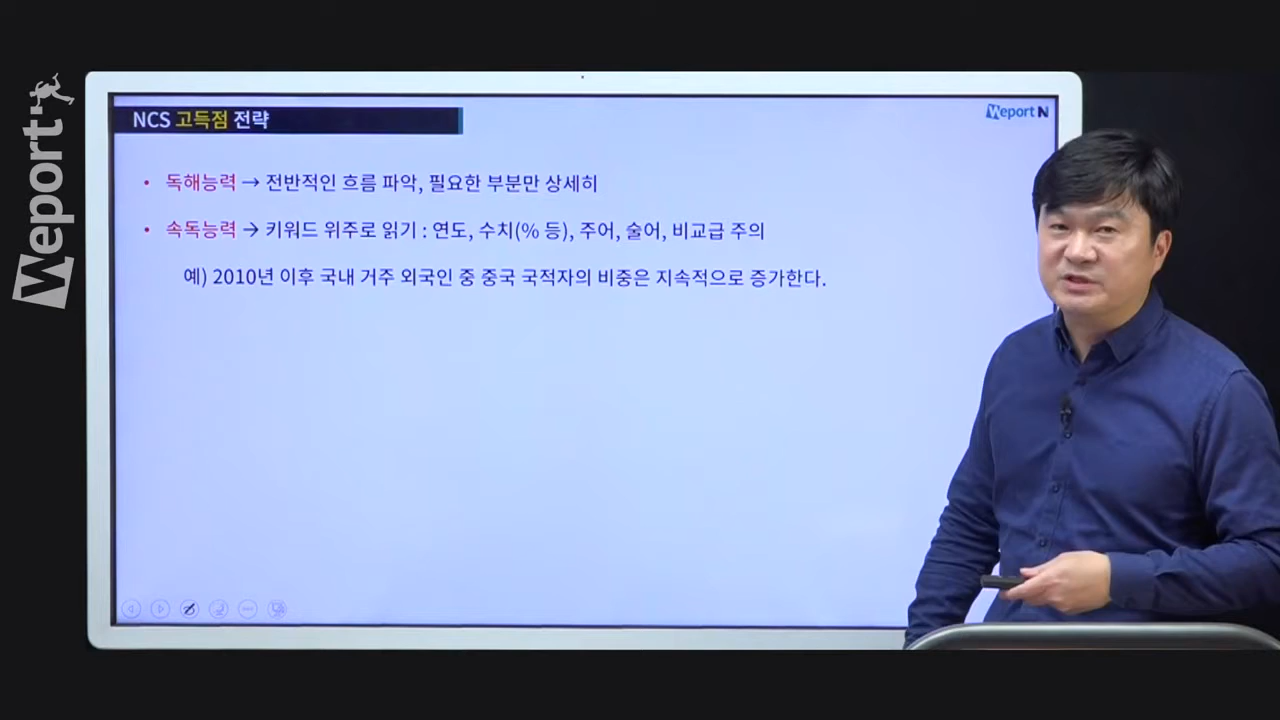 Weport
NCS 고득점 전략
Weport N
• 독해능력 → 전반적인 흐름 파악, 필요한 부분만 상세히
• 속독능력 → 키워드 위주로 읽기 : 연도, 수치(% 등), 주어, 술어, 비교급 주의
예) 2010년 이후 국내 거주 외국인 중 중국 국적자의 비중은 지속적으로 증가한다.